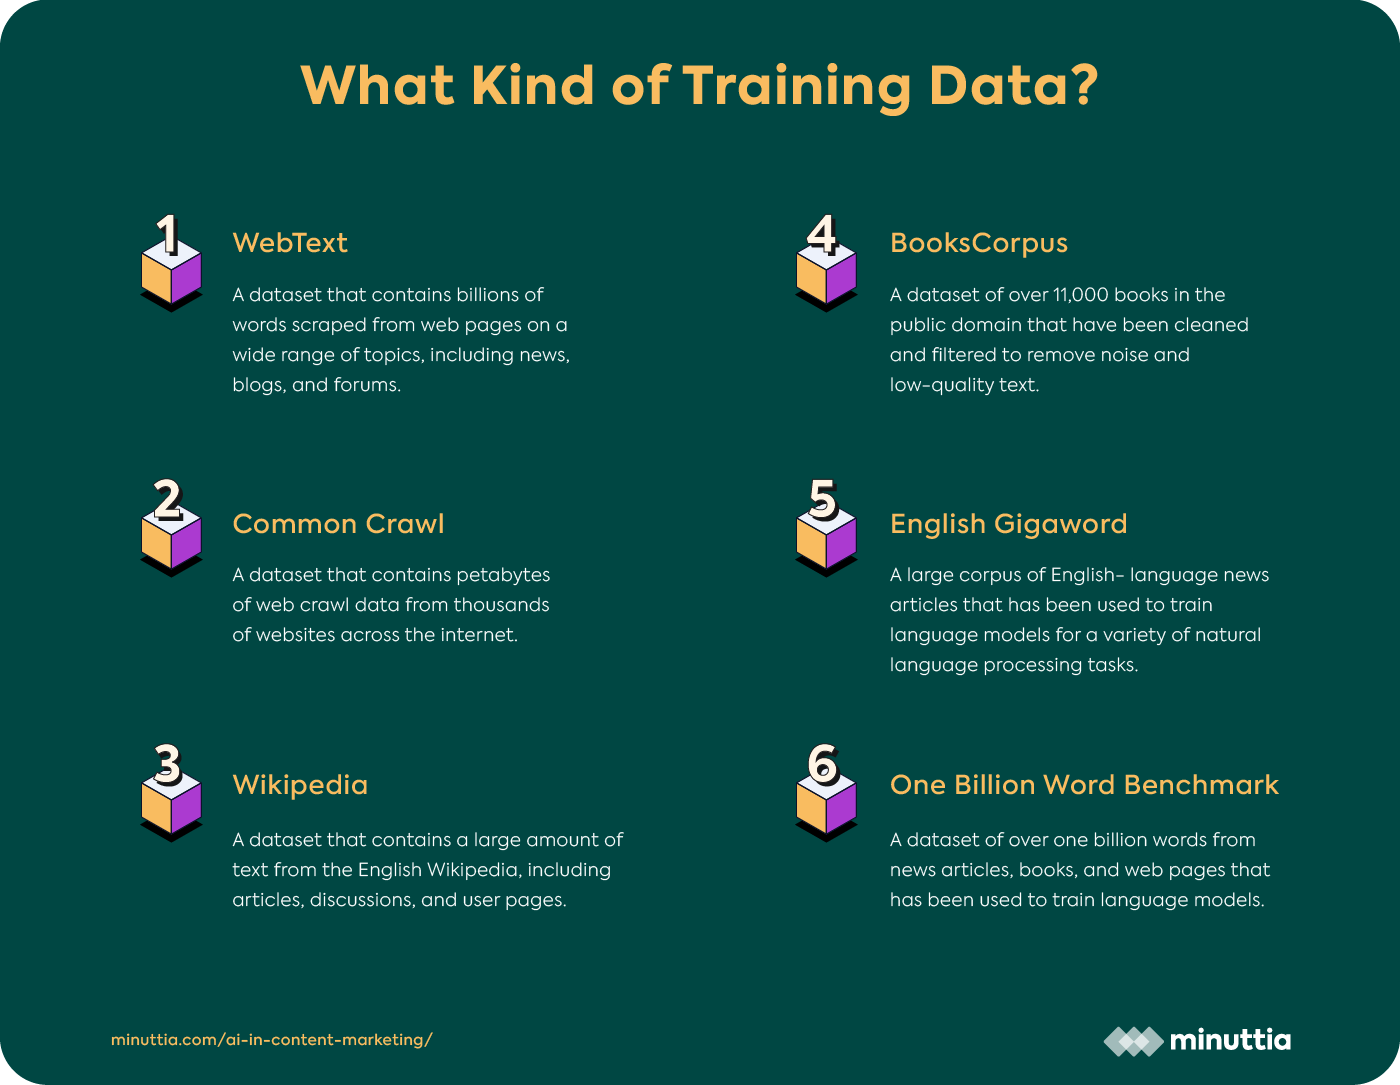 What Kind of Training Data?
1
WebText
A dataset that contains billions of
words scraped from web pages on a
wide range of topics, including news,
blogs, and forums.
2
Common Crawl
A dataset that contains petabytes
of web crawl data from thousands
of websites across the internet.
3
Wikipedia
A dataset that contains a large amount of
text from the English Wikipedia, including
articles, discussions, and user pages.
4
BooksCorpus
A dataset of over 11,000 books in the
public domain that have been cleaned
and filtered to remove noise and
low-quality text.
5
English Gigaword
A large corpus of English- language news
articles that has been used to train
language models for a variety of natural
language processing tasks.
6
One Billion Word Benchmark
A dataset of over one billion words from
news articles, books, and web pages that
has been used to train language models.
minuttia.com/ai-in-content-marketing/
minuttia